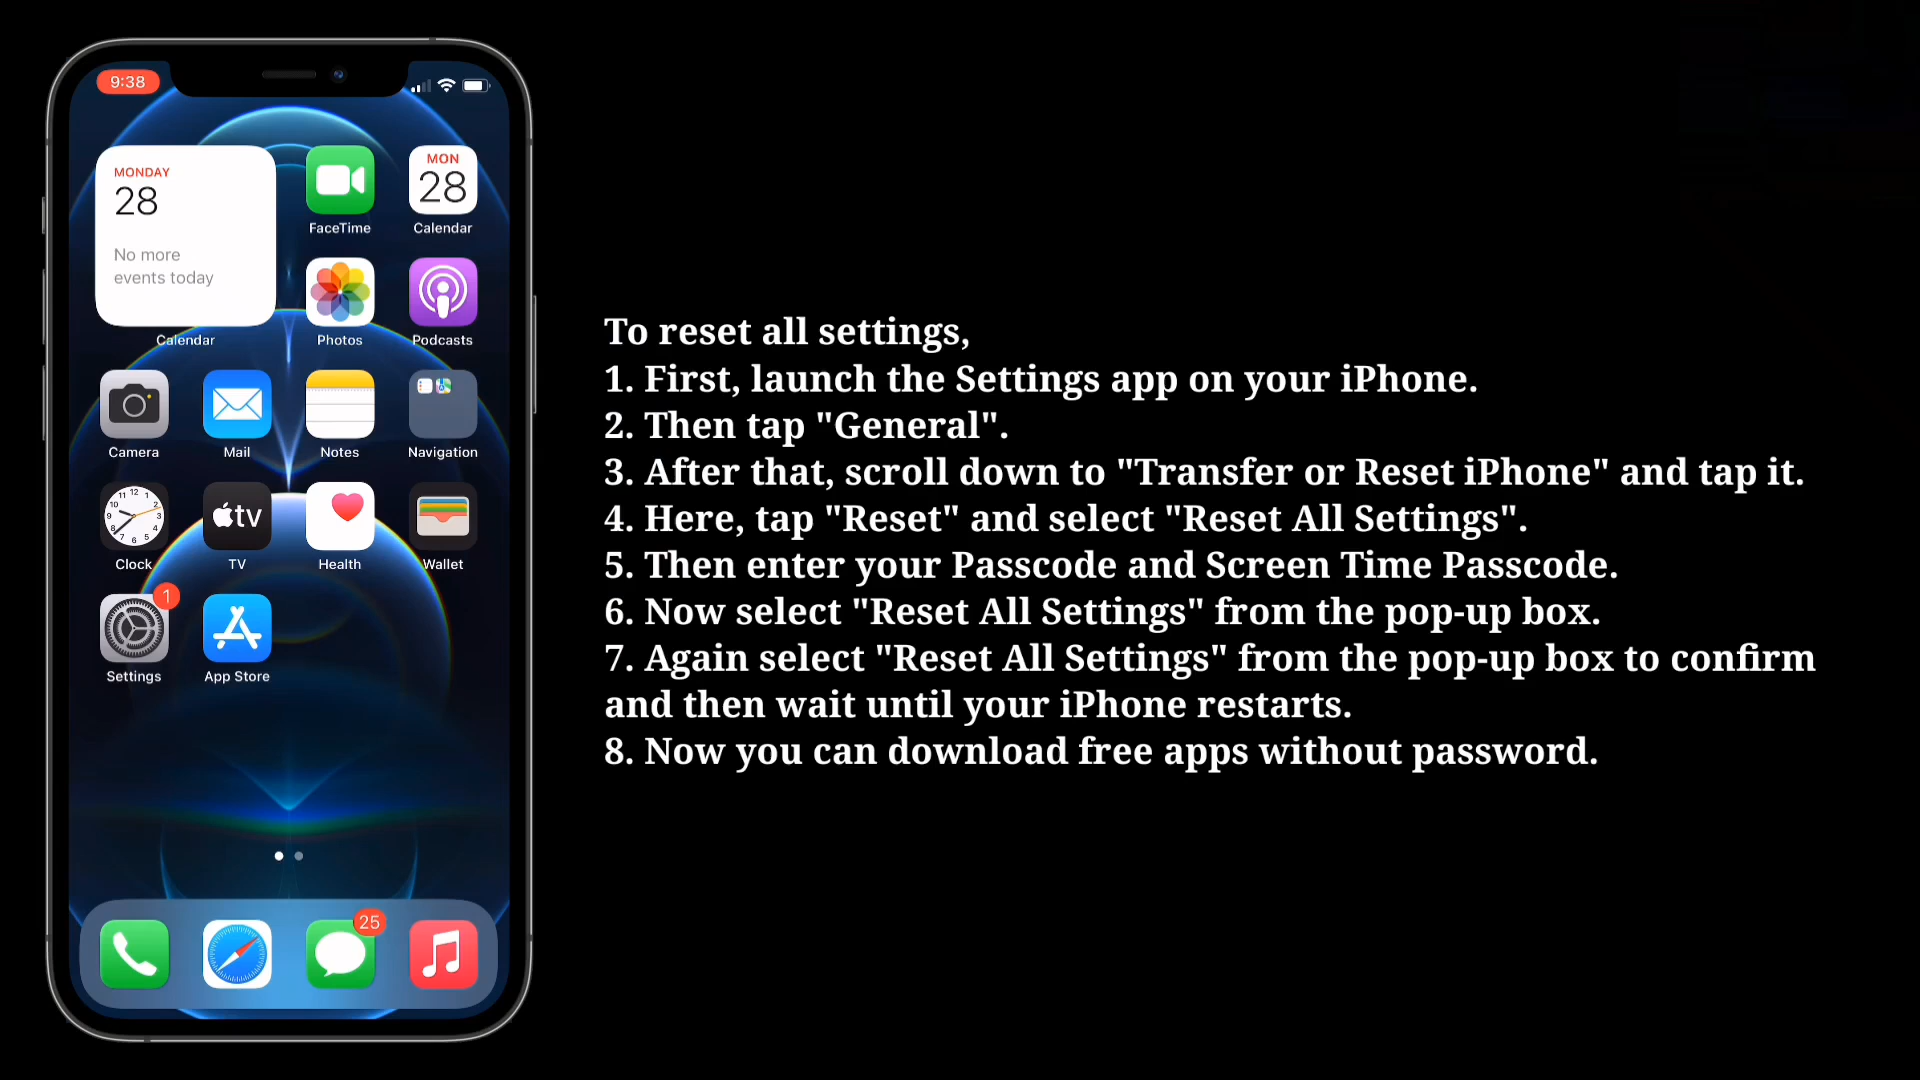 9:38
MONDAY
28
No more
events today
Calendar
FaceTime
MON
28
Calendar
Photos
Podcasts
Camera
Mail
Notes
Navigation
Clock
tv
TV
Health
Wallet
1
Settings
App Store
25
To reset all settings,
1. First, launch the Settings app on your iPhone.
2. Then tap "General".
3. After that, scroll down to "Transfer or Reset iPhone" and tap it.
4. Here, tap "Reset" and select "Reset All Settings".
5. Then enter your Passcode and Screen Time Passcode.
6. Now select "Reset All Settings" from the pop-up box.
7. Again select "Reset All Settings" from the pop-up box to confirm
and then wait until your iPhone restarts.
8. Now you can download free apps without password.